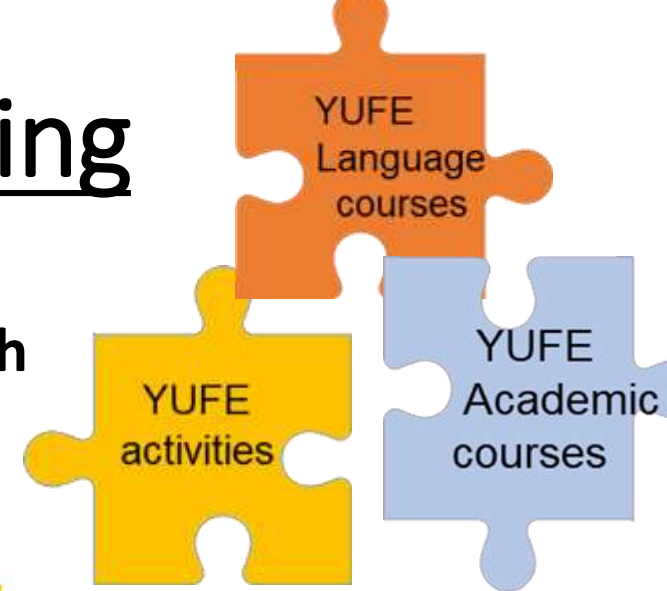 ing
YUFE
Language
courses
h
YUFE
activities
YUFE
Academic
courses